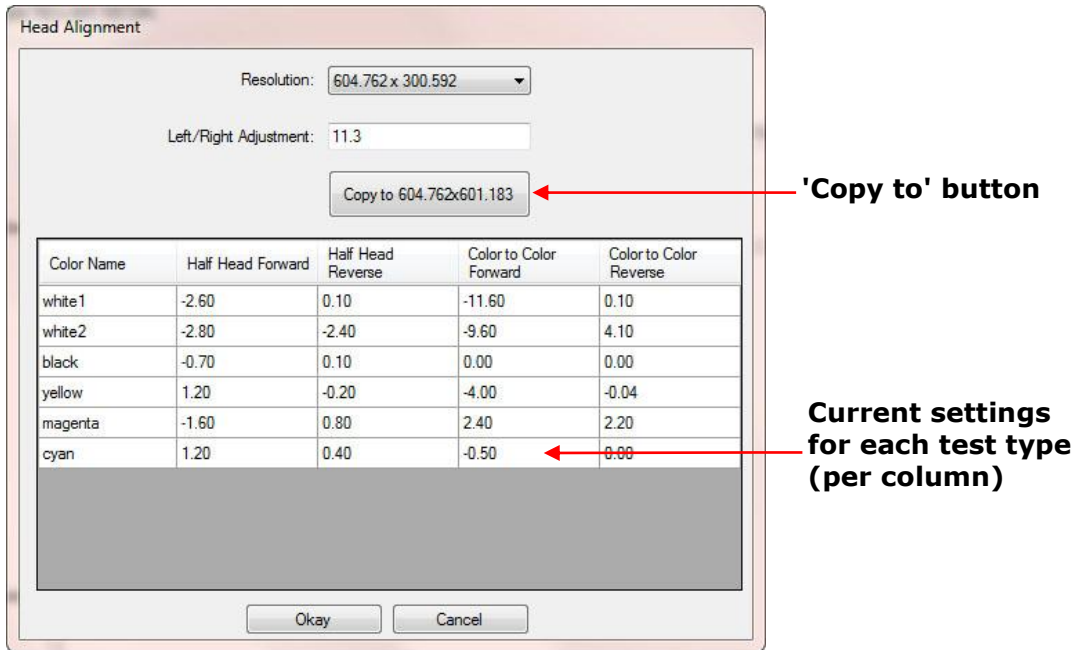 Head Alignment
Resolution: 604.762 x 300.592
Left/Right Adjustment: 11.3
Copy to 604.762x601.183
'Copy to' button
Color Name Half Head Forward Half Head Reverse Color to Color Forward Color to Color Reverse
white1 -2.60 0.10 -11.60 0.10
white2 -2.80 -2.40 -9.60 4.10
black -0.70 0.10 0.00 0.00
yellow 1.20 -0.20 -4.00 -0.04
magenta -1.60 0.80 2.40 2.20
cyan 1.20 0.40 -0.50 0.00
Current settings
for each test type
(per column)
Okay Cancel